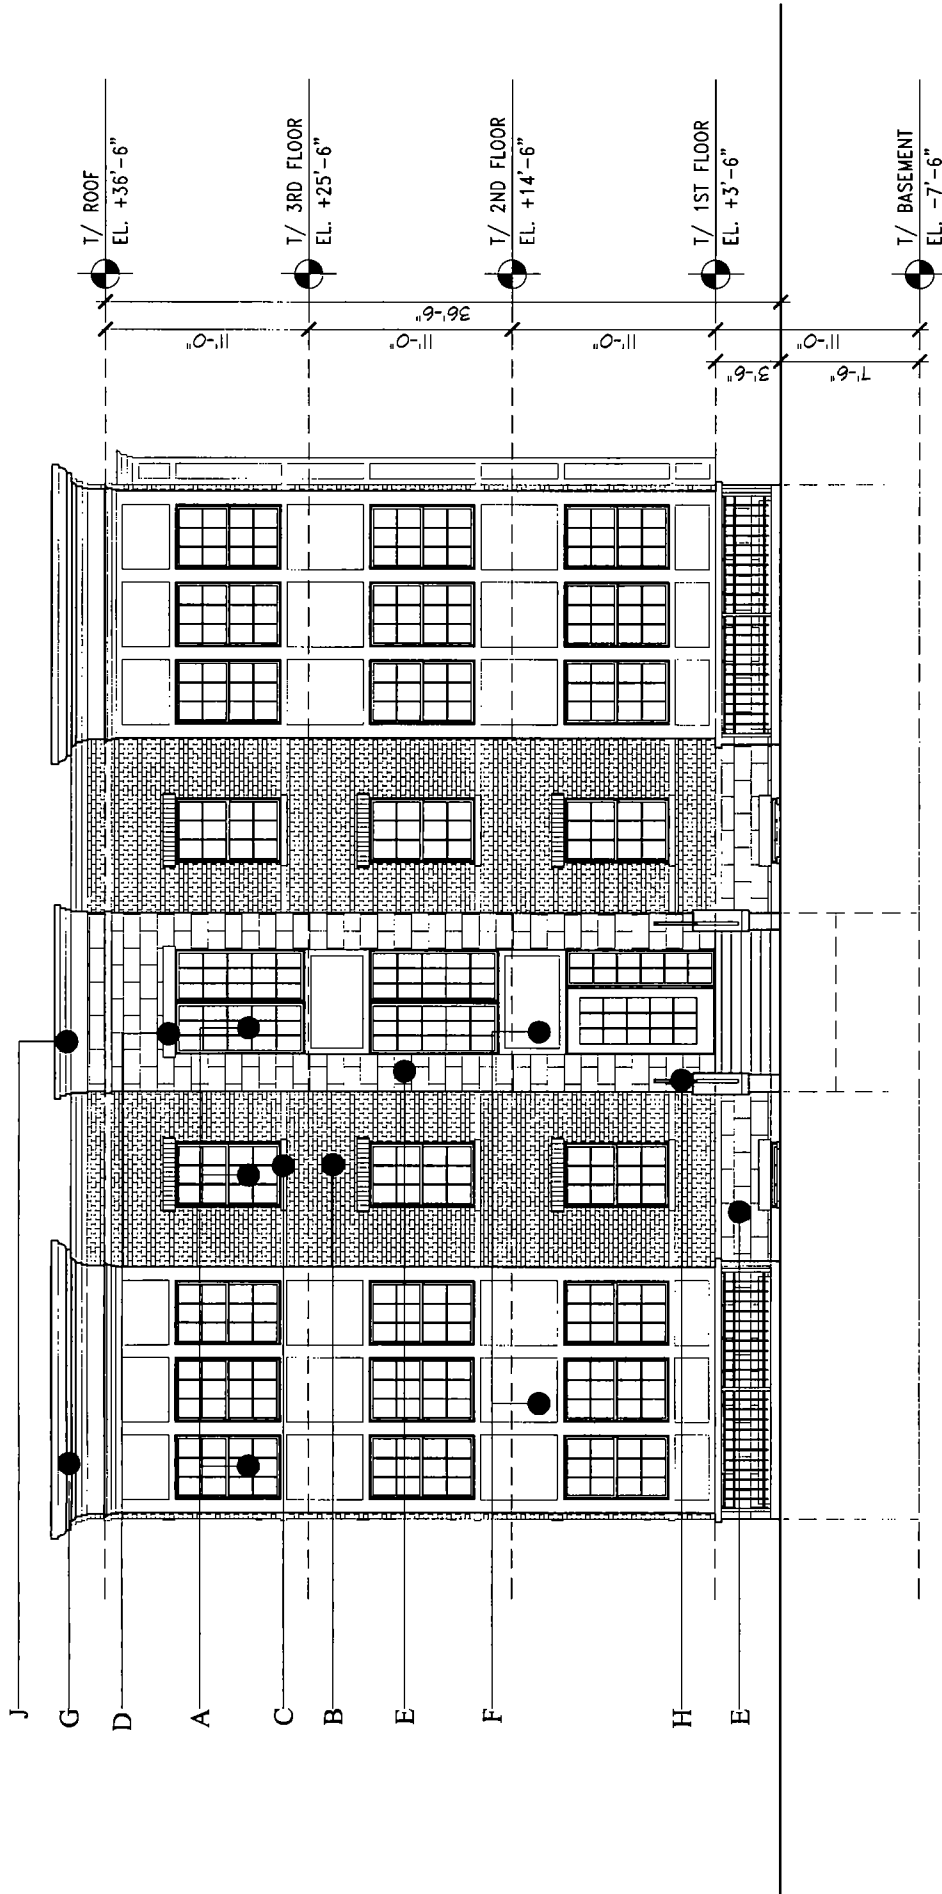 J
G
D
A
C
B
E
F
H
E
T/ ROOF
EL. +36'-6"
T/ 3RD FLOOR
EL. +25'-6"
T/ 2ND FLOOR
EL. +14'-6"
T/ 1ST FLOOR
EL. +3'-6"
T/ BASEMENT
EL. -7'-6"
36'-6"
11'-0"
11'-0"
11'-0"
11'-0"
3'-6"
7'-6"